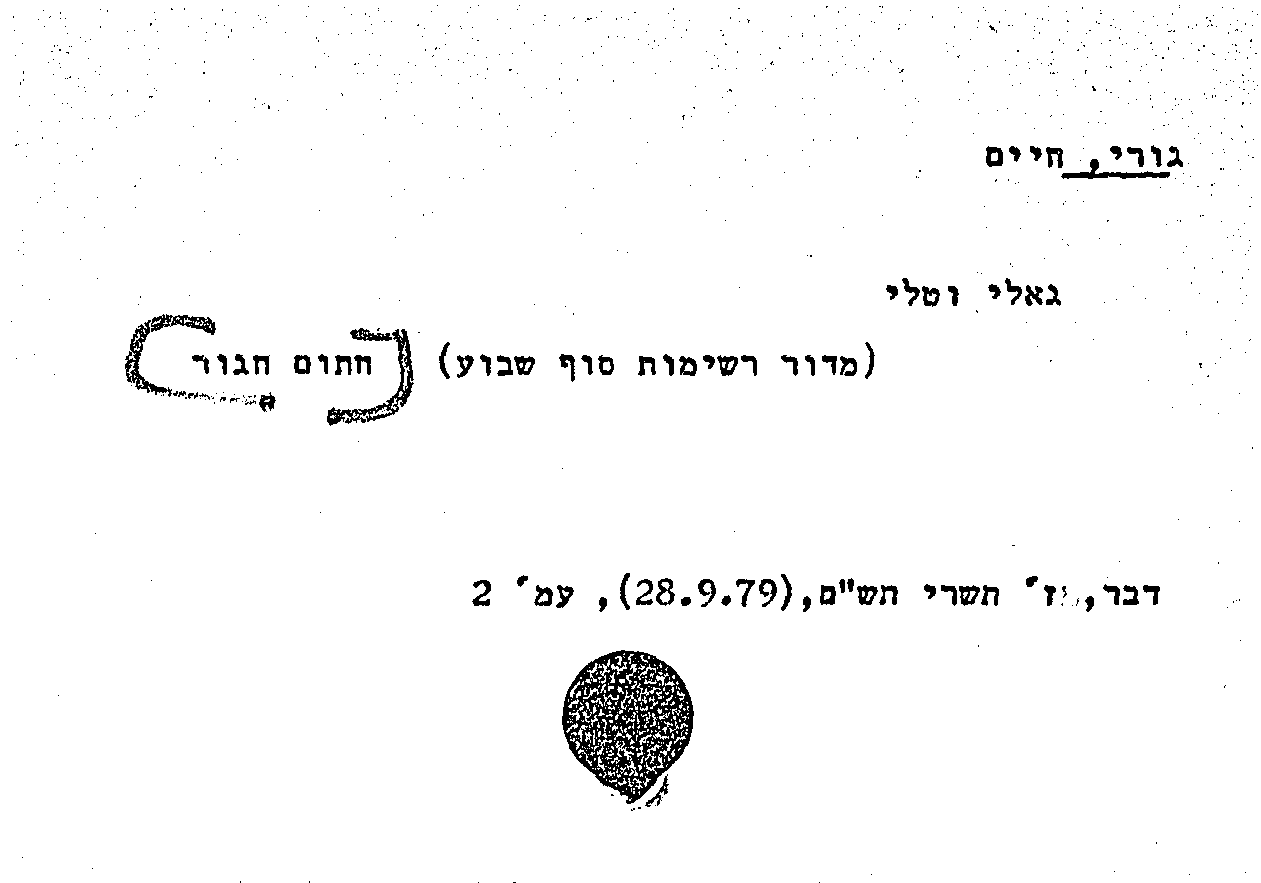 גורי, חיים
גאלי וטלי
(מדור רשימות סוף שבוע) חתום חגור
דבר, ז' תשרי תש"ם, (28.9.79), עמ' 2